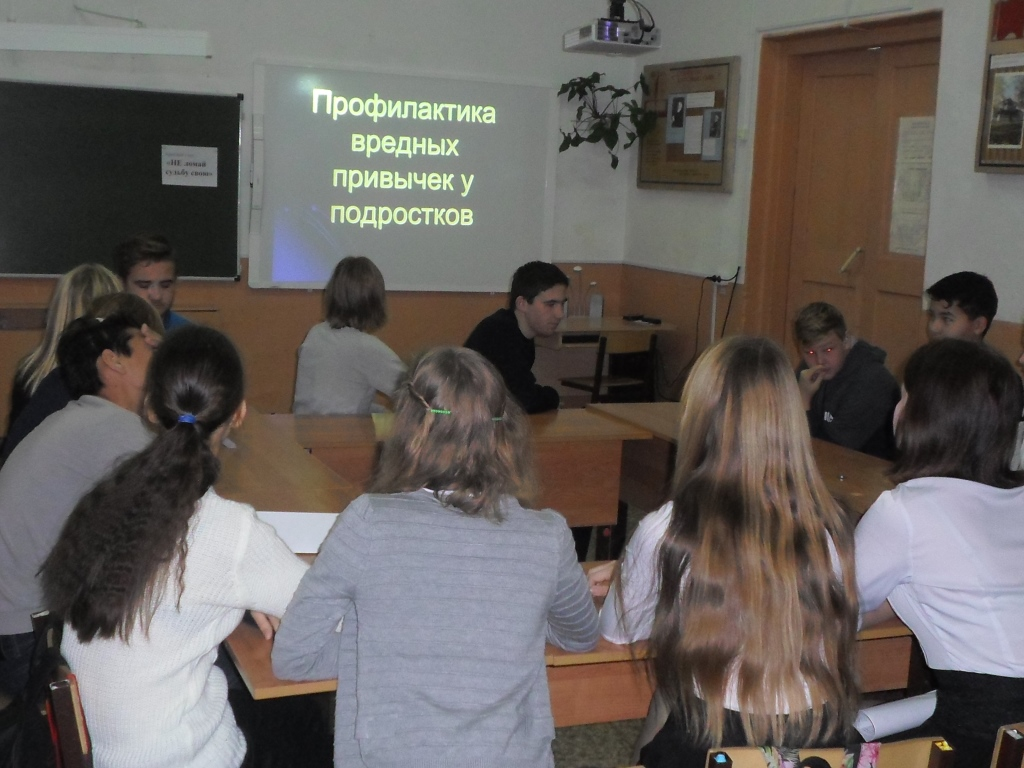 Профилактика
вредных
привычек у
подростков
«НЕ ломай
судьбу свою»